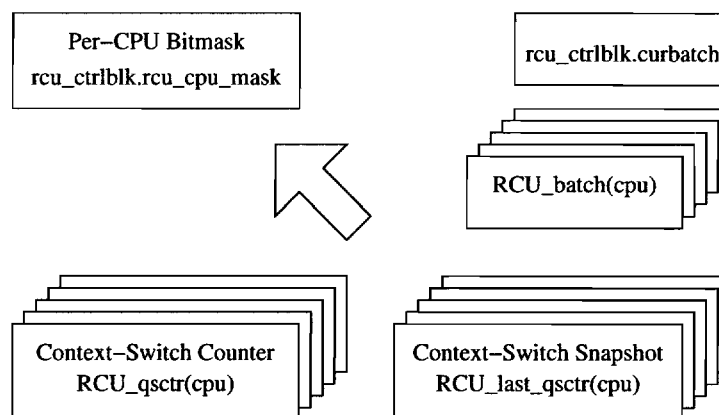 Per−CPU Bitmask
rcu_ctrlblk.rcu_cpu_mask
rcu_ctrlblk.curbatch
RCU_batch(cpu)
Context−Switch Counter
RCU_qsctr(cpu)
Context−Switch Snapshot
RCU_last_qsctr(cpu)